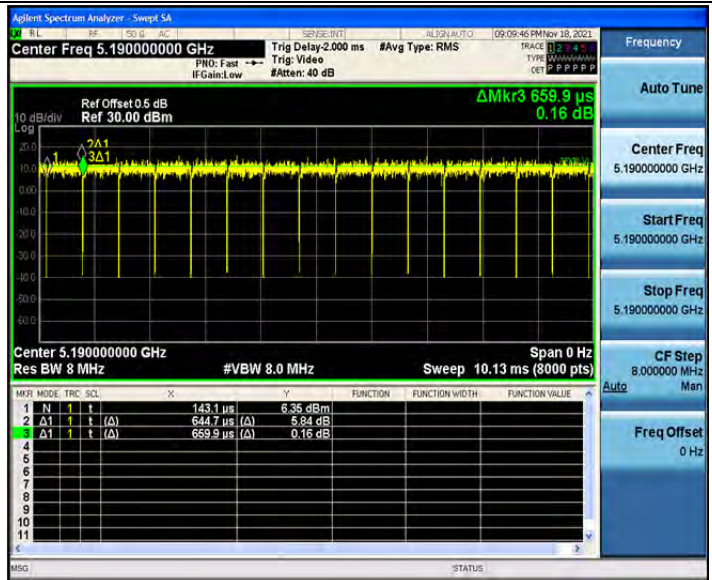 Agilent Spectrum Analyzer - Swept SA
RL RF 50 Ω AC SENSE:INT ALIGN AUTO 09:09:46 PM Nov 18, 2021
Center Freq 5.190000000 GHz
PNO: Fast
IFGain:Low
Trig Delay-2.000 ms
Trig: Video
#Atten: 40 dB
#Avg Type: RMS
TRACE 1 2 3 4 5 6
TYPE WWWWWW
DET P P P P P P
Frequency
Auto Tune
Center Freq
5.190000000 GHz
Start Freq
5.190000000 GHz
Stop Freq
5.190000000 GHz
CF Step
8.000000 MHz
Auto Man
Freq Offset
0 Hz
ΔMkr3 659.9 µs
0.16 dB
Ref Offset 0.5 dB
10 dB/div Ref 30.00 dBm
Log
20.0
10.0
0.00
-10.0
-20.0
-30.0
-40.0
-50.0
-60.0
1
2Δ1
3Δ1
Center 5.190000000 GHz Span 0 Hz
Res BW 8 MHz #VBW 8.0 MHz Sweep 10.13 ms (8000 pts)
MKR MODE TRC SCL X Y FUNCTION FUNCTION WIDTH FUNCTION VALUE
1 N 1 t 143.1 µs 6.35 dBm
2 Δ1 1 t (Δ) 644.7 µs (Δ) 5.84 dB
3 Δ1 1 t (Δ) 659.9 µs (Δ) 0.16 dB
4
5
6
7
8
9
10
11
MSG STATUS